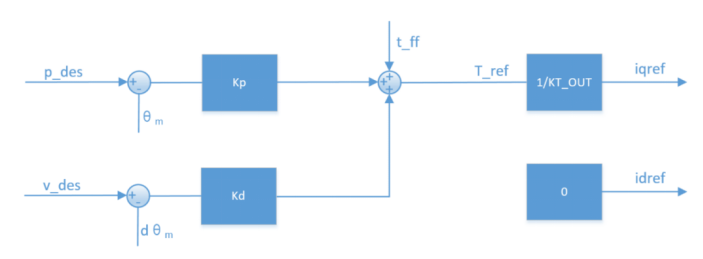 t_ff
p_des
Kp
T_ref
1/KT_OUT
iqref
+
-
+
+
+
θ m
v_des
Kd
0
idref
+
-
d θ m